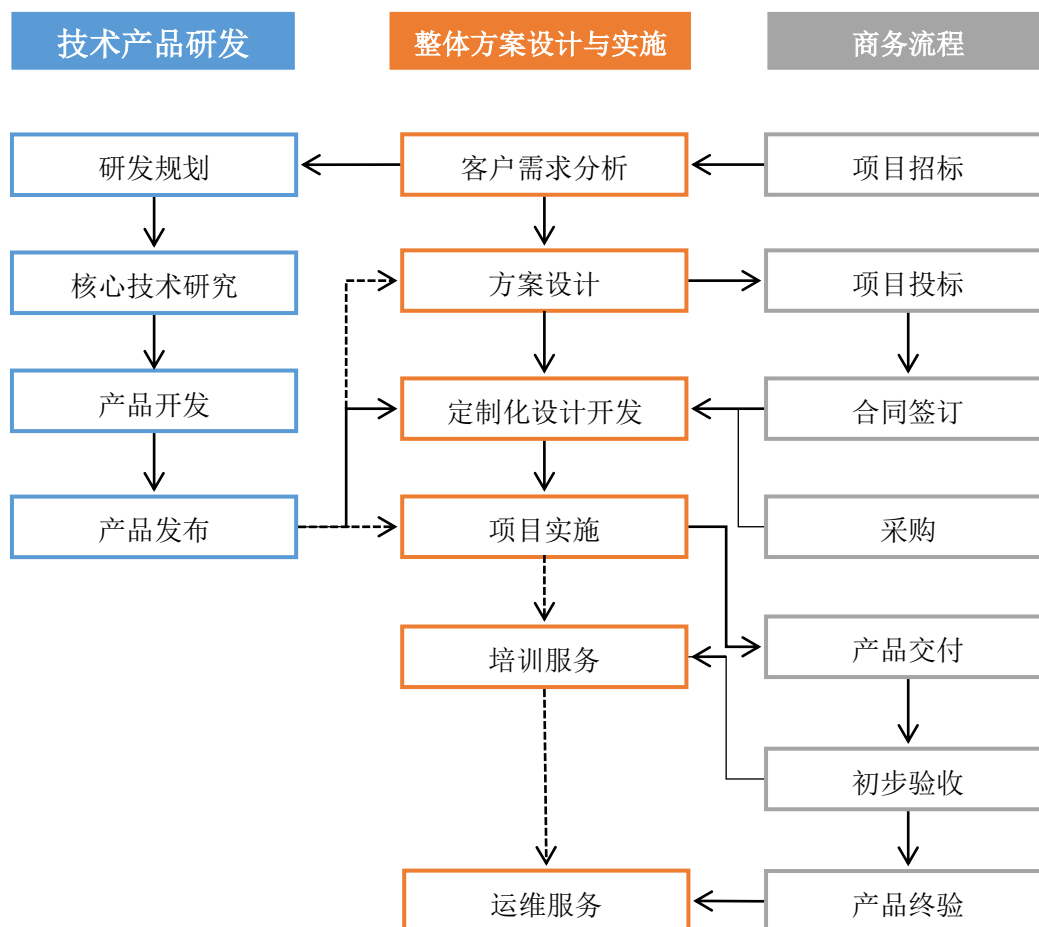 技术产品研发
整体方案设计与实施
商务流程
研发规划
客户需求分析
项目招标
核心技术研究
方案设计
项目投标
产品开发
定制化设计开发
合同签订
产品发布
项目实施
采购
培训服务
产品交付
初步验收
运维服务
产品终验